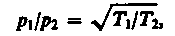 p₁/p₂ = √T₁/T₂,